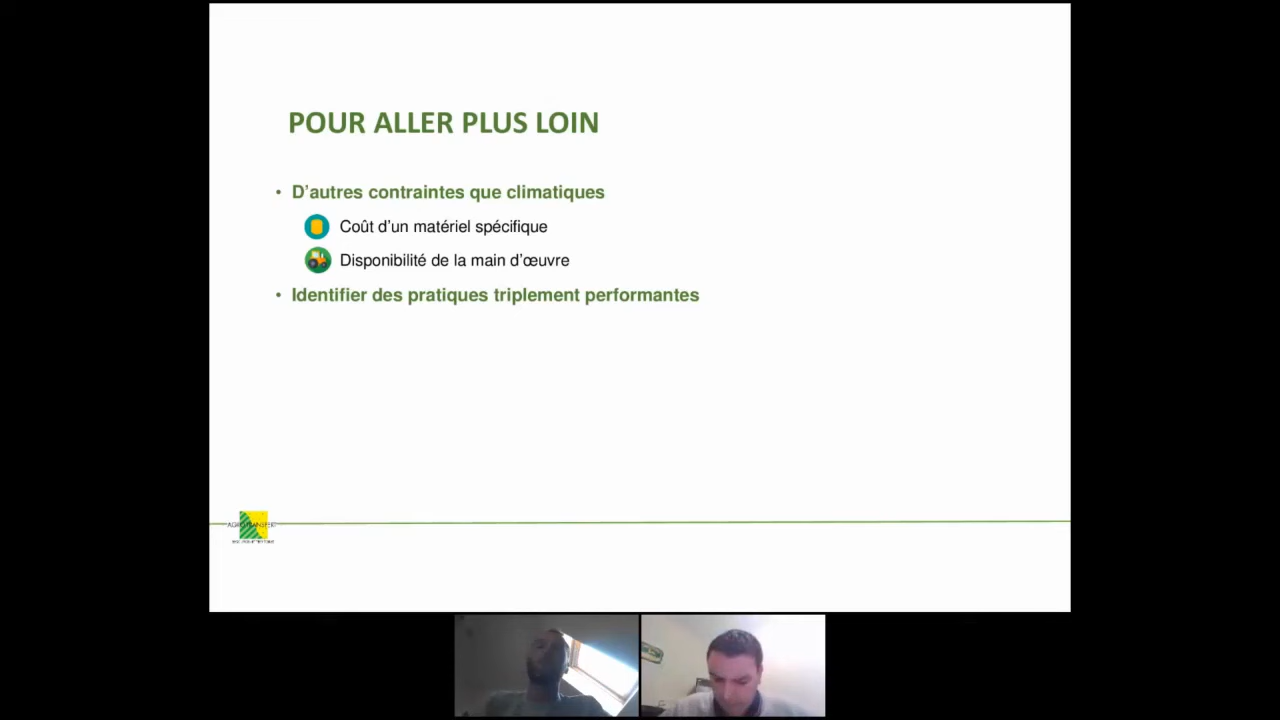 POUR ALLER PLUS LOIN
• D’autres contraintes que climatiques
Coût d’un matériel spécifique
Disponibilité de la main d’œuvre
• Identifier des pratiques triplement performantes